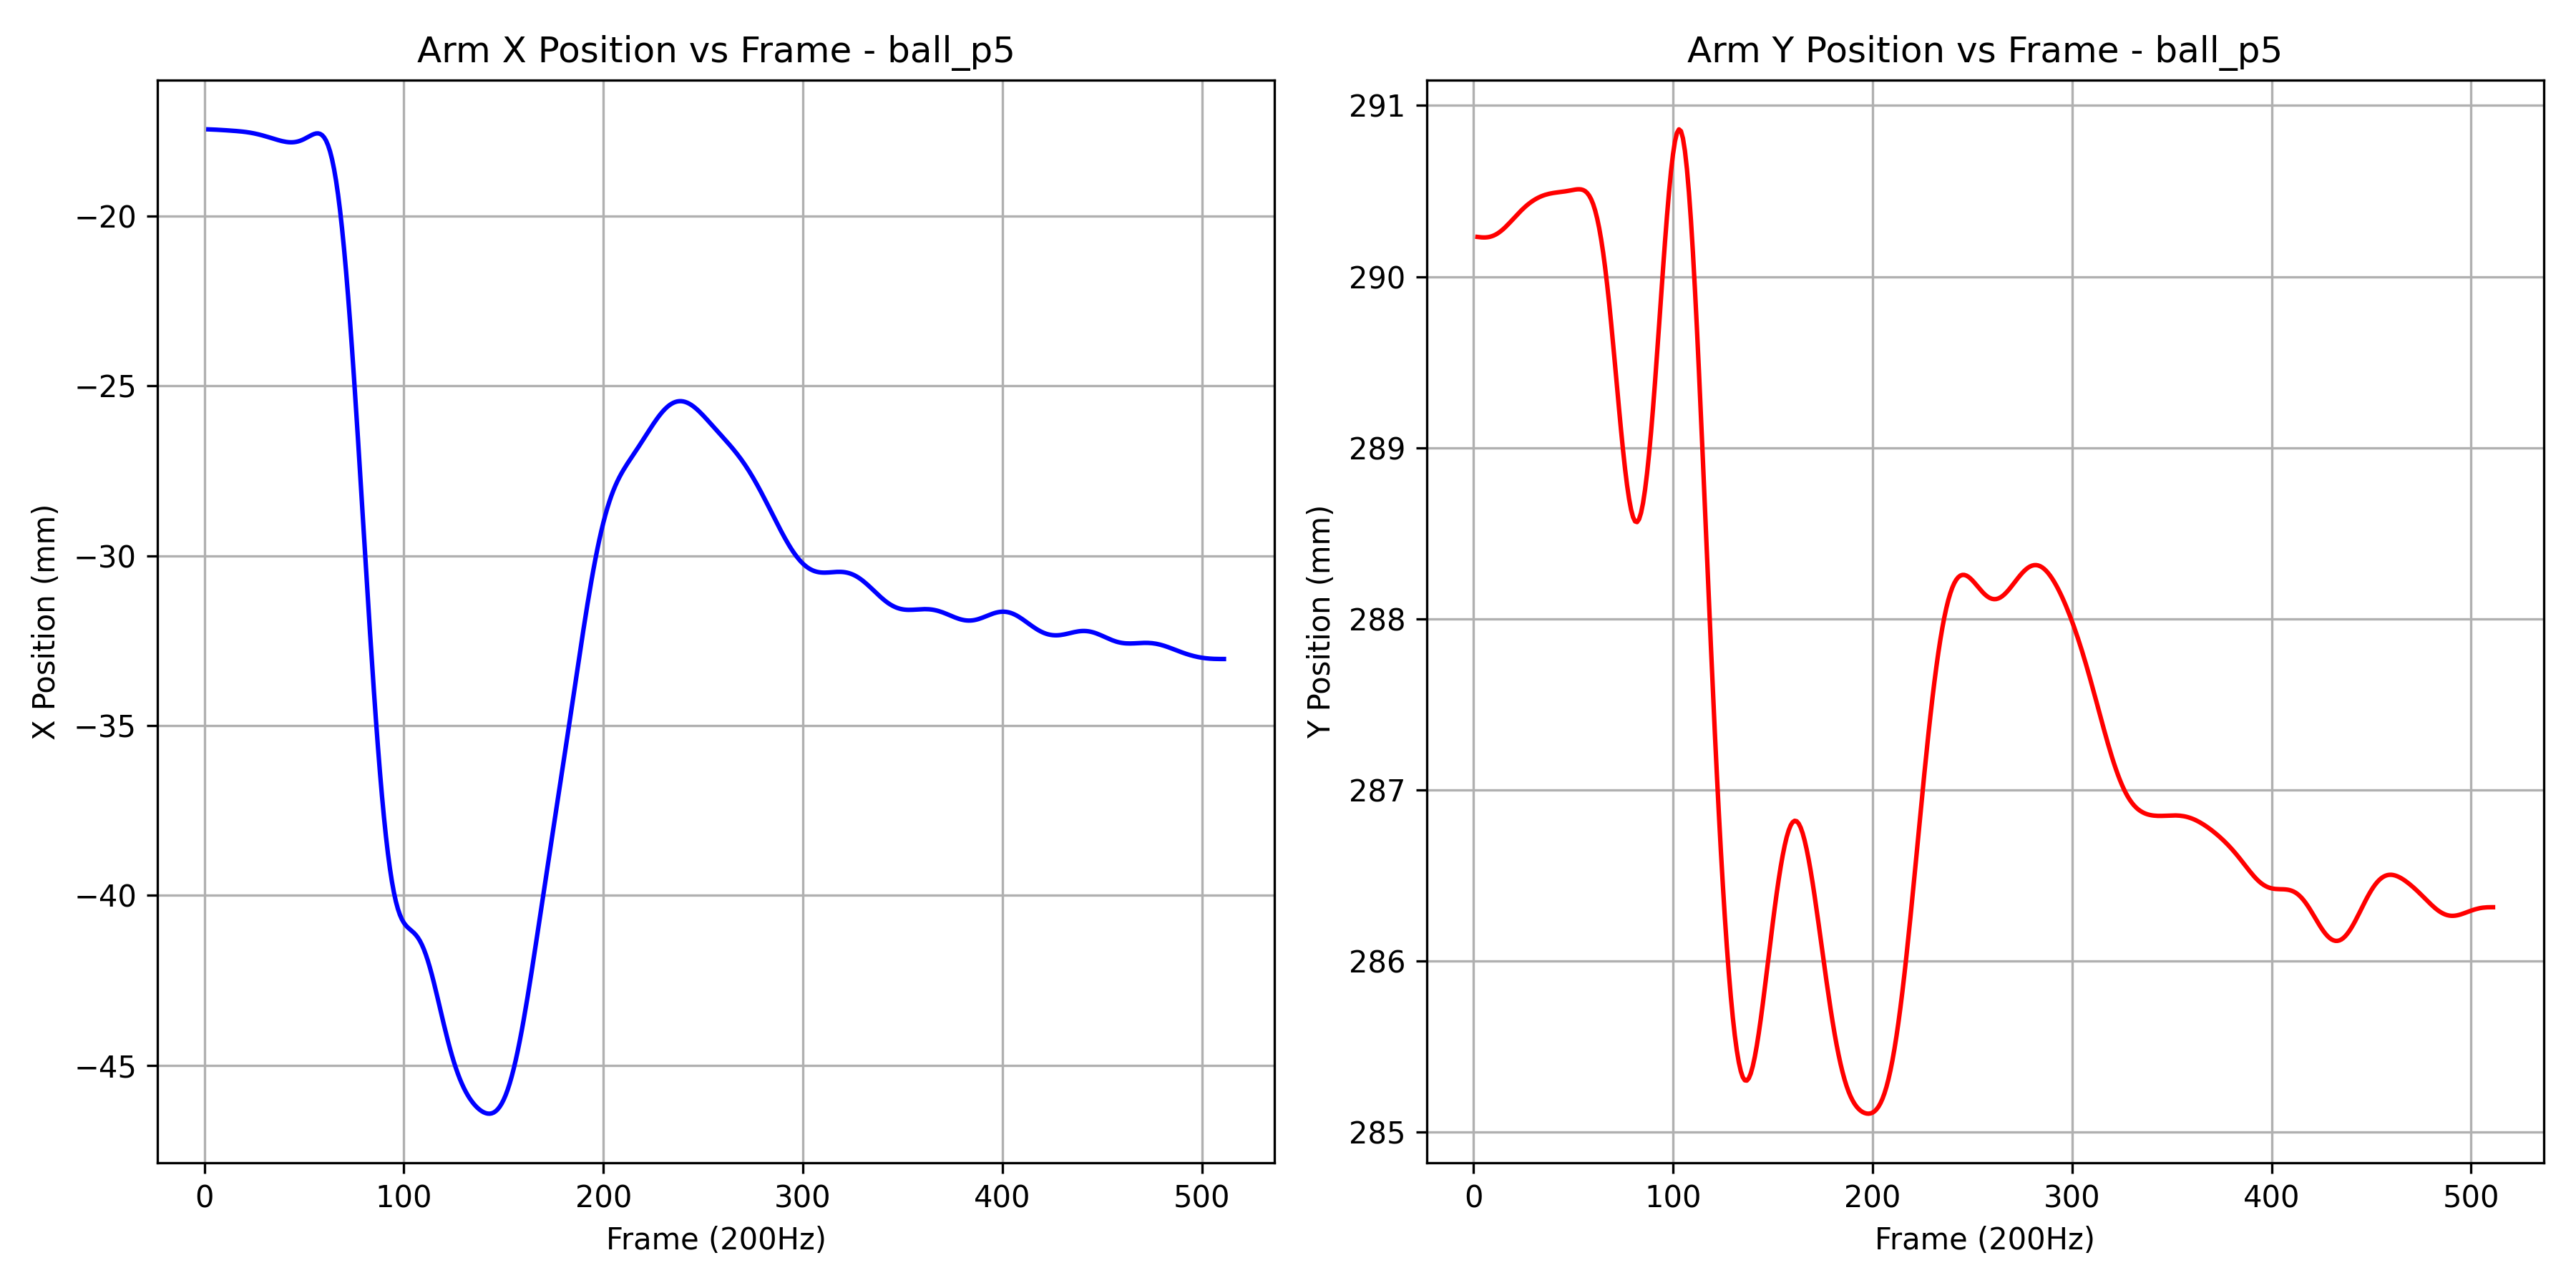 Arm X Position vs Frame - ball_p5
X Position (mm)
−20
−25
−30
−35
−40
−45
0 100 200 300 400 500
Frame (200Hz)
Arm Y Position vs Frame - ball_p5
Y Position (mm)
291
290
289
288
287
286
285
0 100 200 300 400 500
Frame (200Hz)